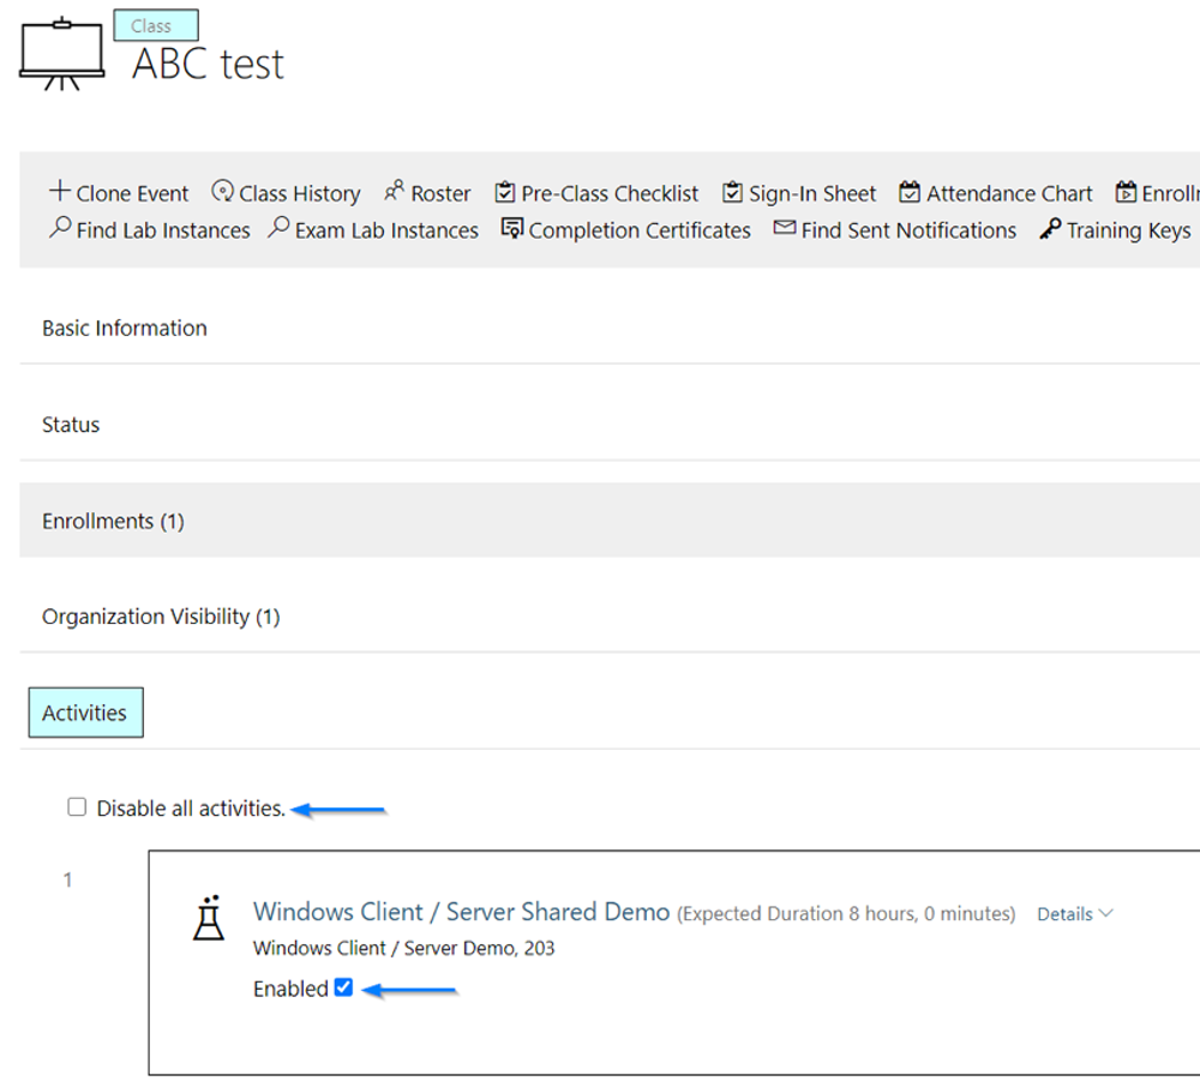 Class
ABC test
Clone Event Class History Roster Pre-Class Checklist Sign-In Sheet Attendance Chart
Find Lab Instances Exam Lab Instances Completion Certificates Find Sent Notifications Training Keys
Basic Information
Status
Enrollments (1)
Organization Visibility (1)
Activities
Disable all activities.
1
Windows Client / Server Shared Demo (Expected Duration 8 hours, 0 minutes) Details
Windows Client / Server Demo, 203
Enabled